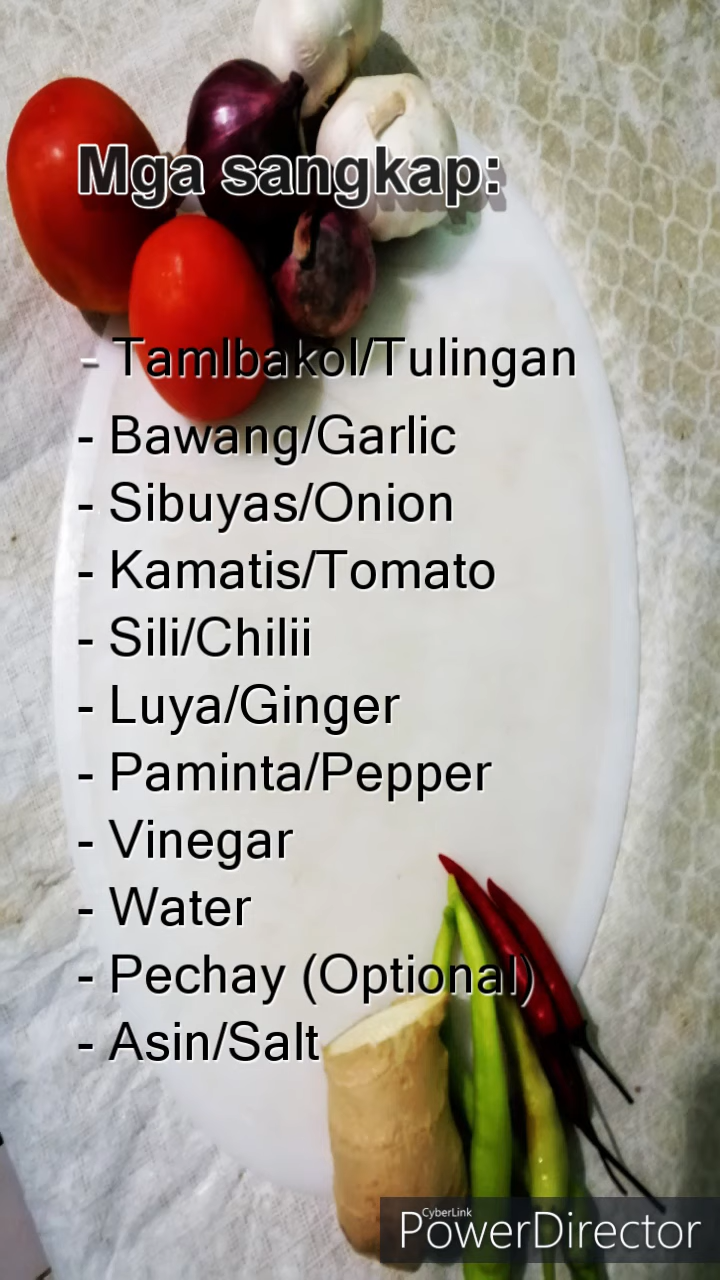 Mga sangkap:
- Tamlbakol/Tulingan
- Bawang/Garlic
- Sibuyas/Onion
- Kamatis/Tomato
- Sili/Chilii
- Luya/Ginger
- Paminta/Pepper
- Vinegar
- Water
- Pechay (Optional)
- Asin/Salt
CyberLink
PowerDirector